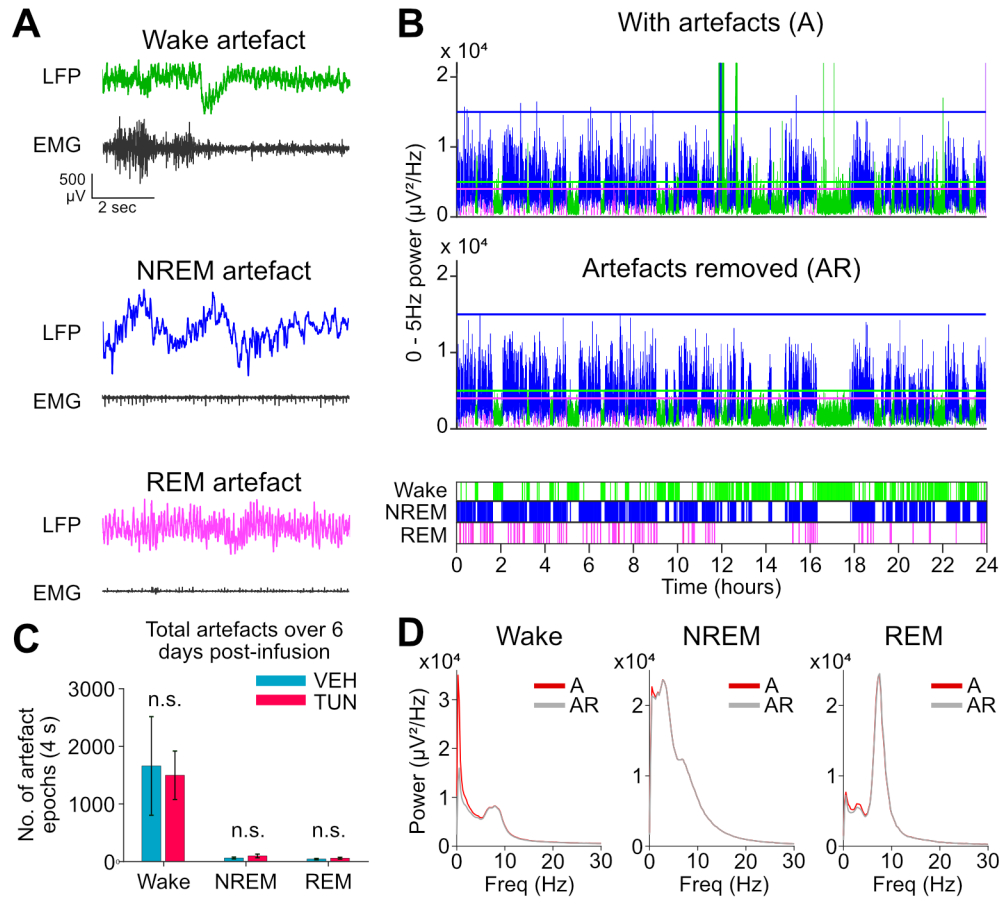 A
Wake artefact
LFP
EMG
500
µV
2 sec
NREM artefact
LFP
EMG
REM artefact
LFP
EMG
B
With artefacts (A)
x 10⁴
2
1
0
0 - 5Hz power (µV²/Hz)
x 10⁴
Artefacts removed (AR)
2
1
0
Wake
NREM
REM
0 2 4 6 8 10 12 14 16 18 20 22 24
Time (hours)
C
Total artefacts over 6
days post-infusion
VEH
TUN
No. of artefact
epochs (4 s)
3000
2000
1000
0
n.s.
n.s.
n.s.
Wake NREM REM
D
Wake
x10⁴
A
AR
Power (µV²/Hz)
3
2
1
0
0 10 20 30
Freq (Hz)
NREM
x10⁴
A
AR
2
1
0
0 10 20 30
Freq (Hz)
REM
x10⁴
A
AR
2
1
0
0 10 20 30
Freq (Hz)